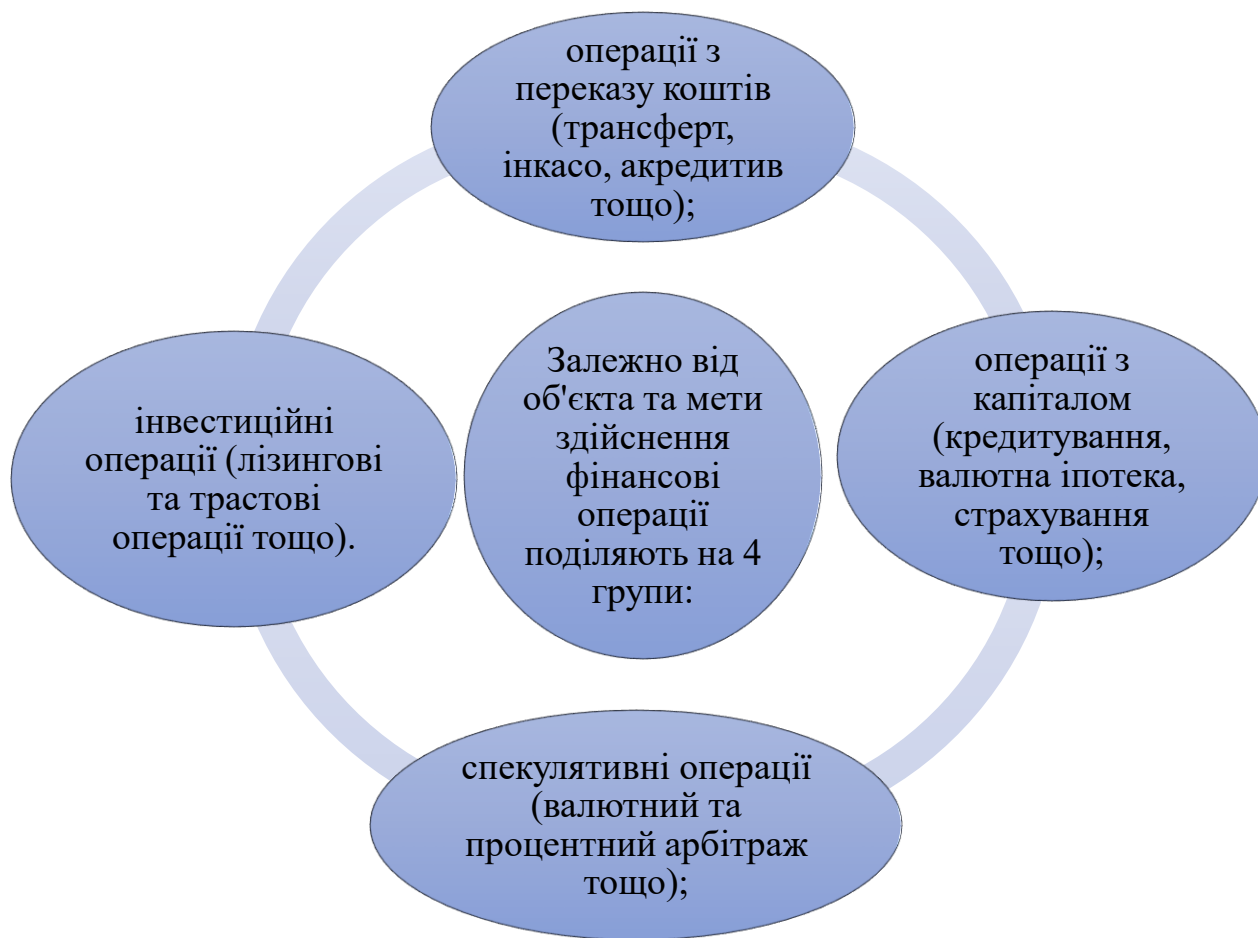 операції з
переказу коштів
(трансферт,
інкасо, акредитив
тощо);
Залежно від
об'єкта та мети
здійснення
фінансові
операції
поділяють на 4
групи:
операції з
капіталом
(кредитування,
валютна іпотека,
страхування
тощо);
спекулятивні операції
(валютний та
процентний арбітраж
тощо);
інвестиційні
операції (лізингові
та трастові
операції тощо).